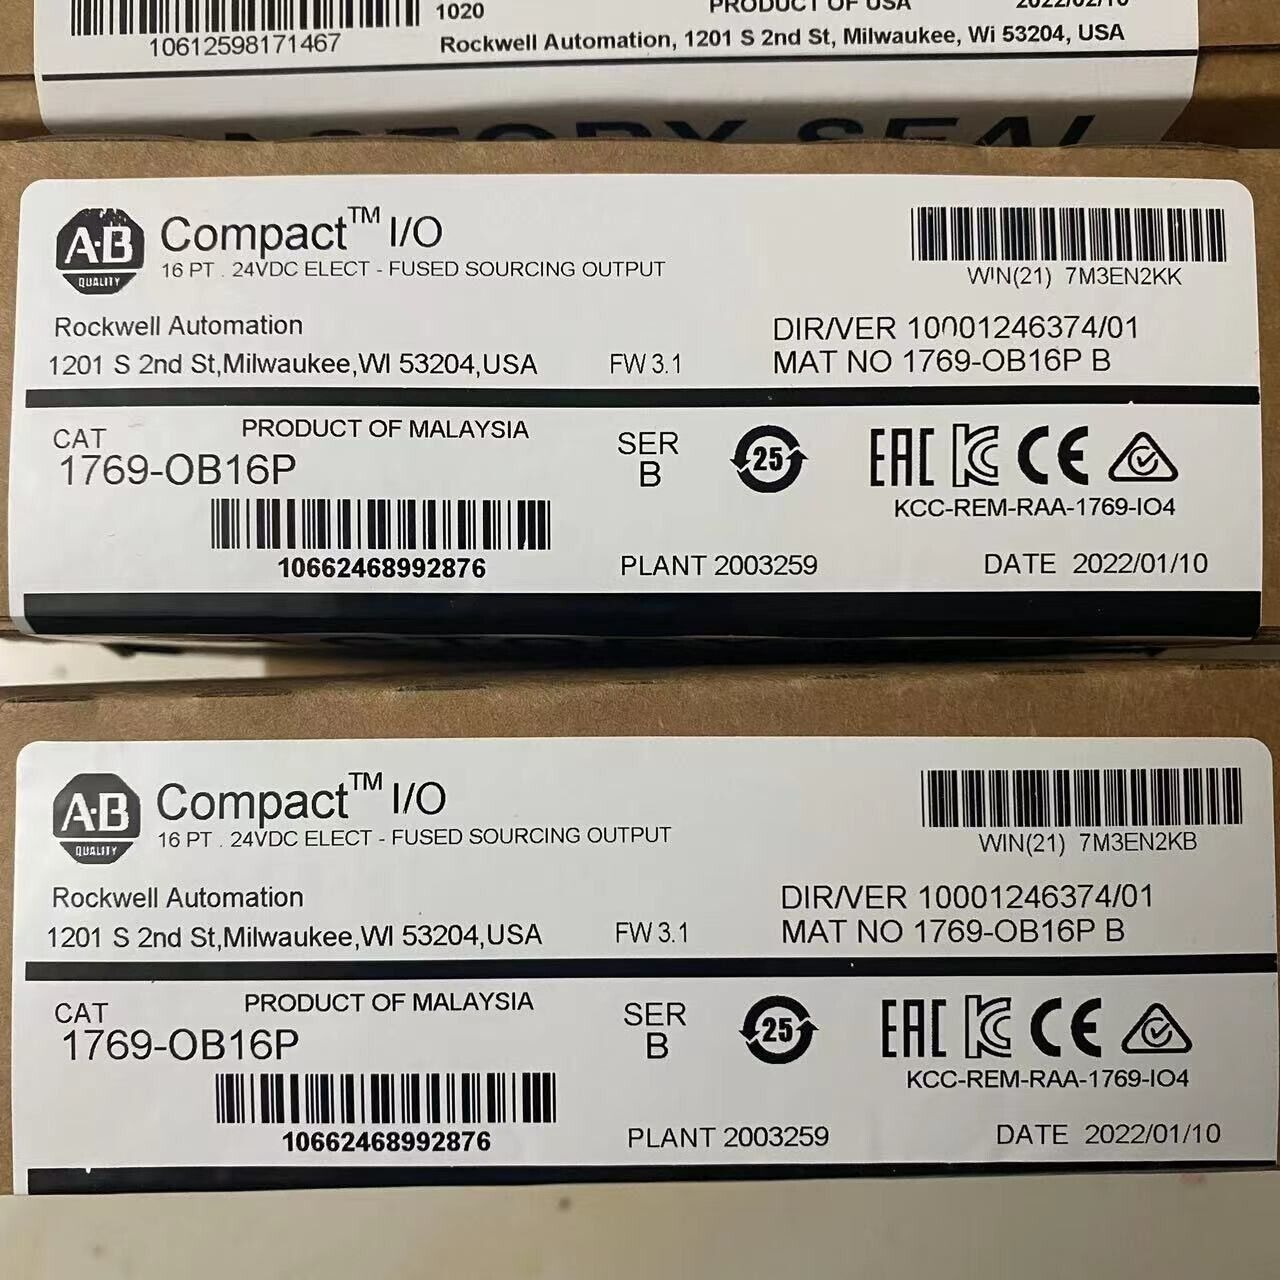 1020
PRODUCT OF USA
2022/02/10
10612598171467
Rockwell Automation, 1201 S 2nd St, Milwaukee, Wi 53204, USA
FACTORY SEAL
A-B
QUALITY
Compact™ I/O
16 PT . 24VDC ELECT - FUSED SOURCING OUTPUT
WIN(21) 7M3EN2KK
Rockwell Automation
1201 S 2nd St,Milwaukee,WI 53204,USA
FW 3.1
DIR/VER 10001246374/01
MAT NO 1769-OB16P B
CAT
1769-OB16P
PRODUCT OF MALAYSIA
10662468992876
SER
B
25
EAC KC CE
KCC-REM-RAA-1769-IO4
PLANT 2003259
DATE 2022/01/10
A-B
QUALITY
Compact™ I/O
16 PT . 24VDC ELECT - FUSED SOURCING OUTPUT
WIN(21) 7M3EN2KB
Rockwell Automation
1201 S 2nd St,Milwaukee,WI 53204,USA
FW 3.1
DIR/VER 10001246374/01
MAT NO 1769-OB16P B
CAT
1769-OB16P
PRODUCT OF MALAYSIA
10662468992876
SER
B
25
EAC KC CE
KCC-REM-RAA-1769-IO4
PLANT 2003259
DATE 2022/01/10